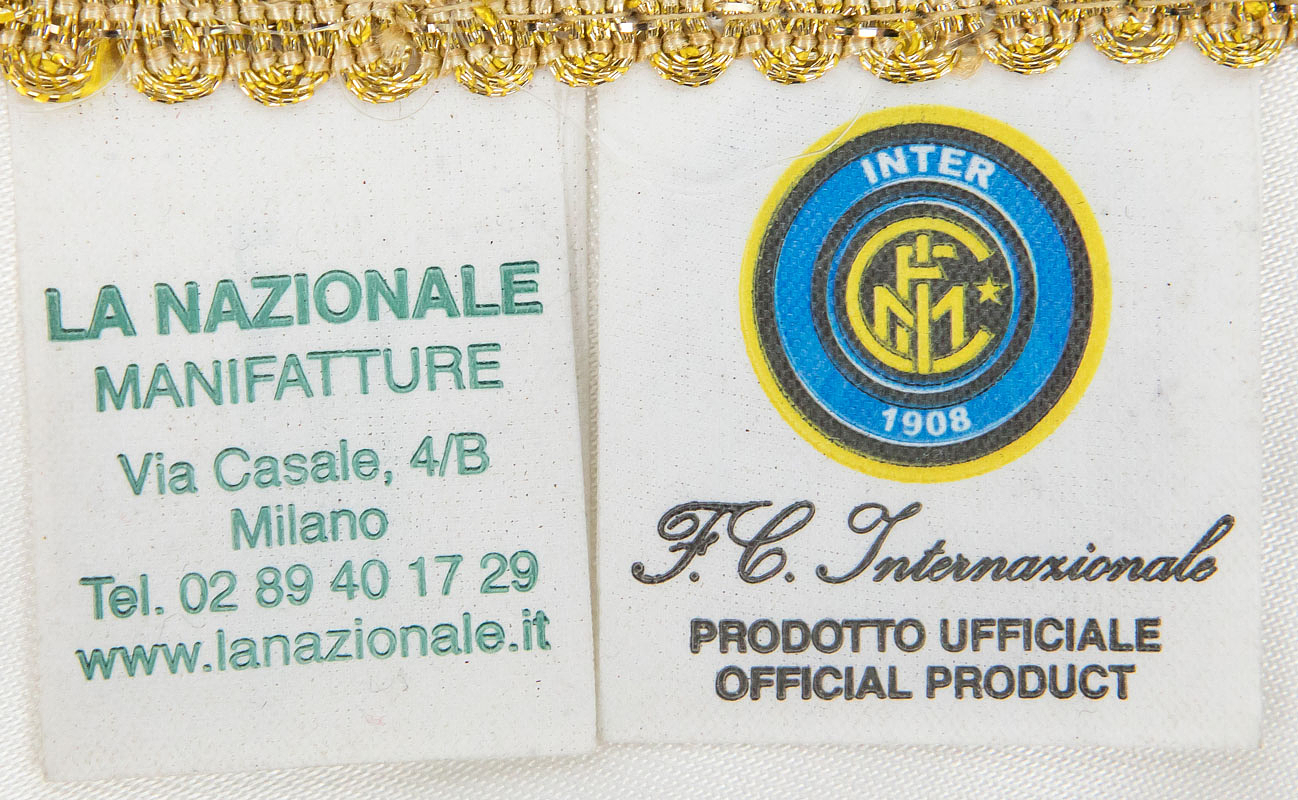 LA NAZIONALE
MANIFATTURE
Via Casale, 4/B
Milano
Tel. 02 89 40 17 29
www.lanazionale.it
INTER
FCIM
1908
F.C. Internazionale
PRODOTTO UFFICIALE
OFFICIAL PRODUCT